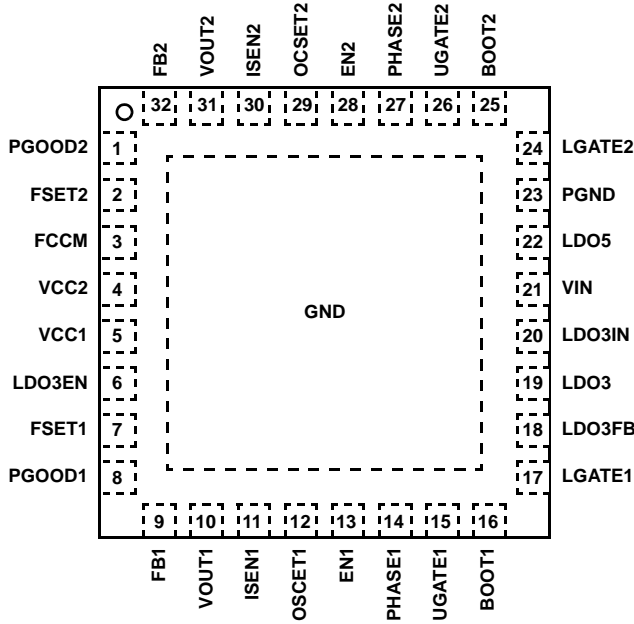 FB2
VOUT2
ISEN2
OCSET2
EN2
PHASE2
UGATE2
BOOT2
32
31
30
29
28
27
26
25
PGOOD2
1
24
LGATE2
FSET2
2
23
PGND
FCCM
3
22
LDO5
VCC2
4
21
VIN
GND
VCC1
5
20
LDO3IN
LDO3EN
6
19
LDO3
FSET1
7
18
LDO3FB
PGOOD1
8
17
LGATE1
9
10
11
12
13
14
15
16
FB1
VOUT1
ISEN1
OSCET1
EN1
PHASE1
UGATE1
BOOT1